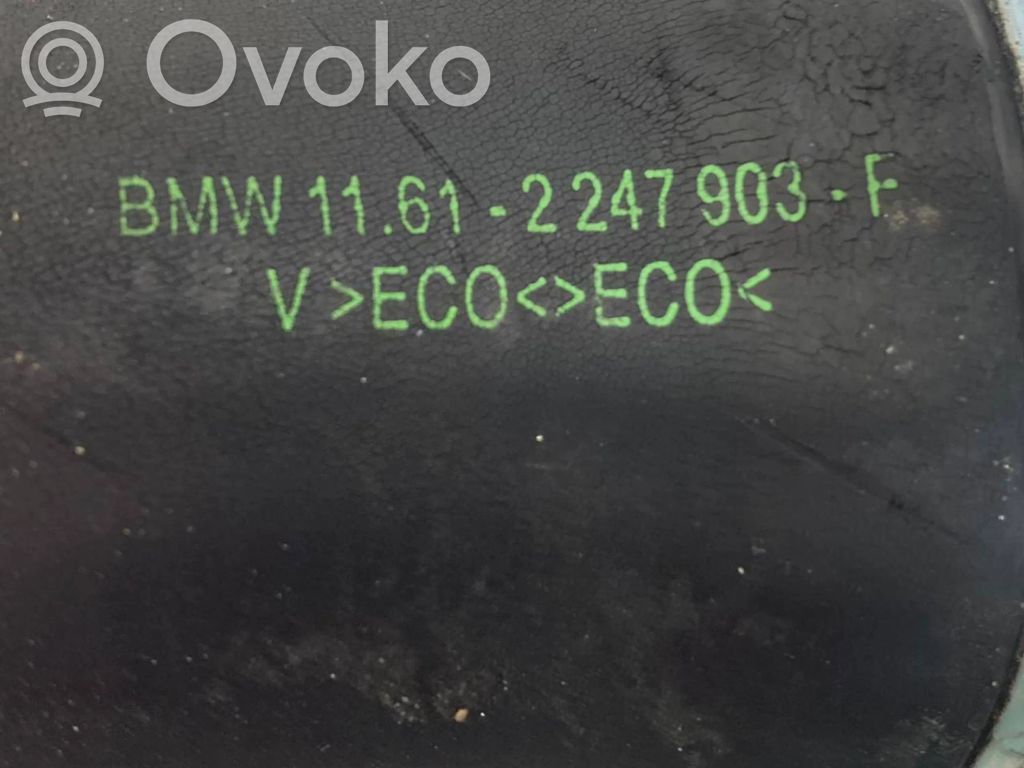 Ovoko
BMW 11.61 - 2 247 903 - F
V >ECO<>ECO<